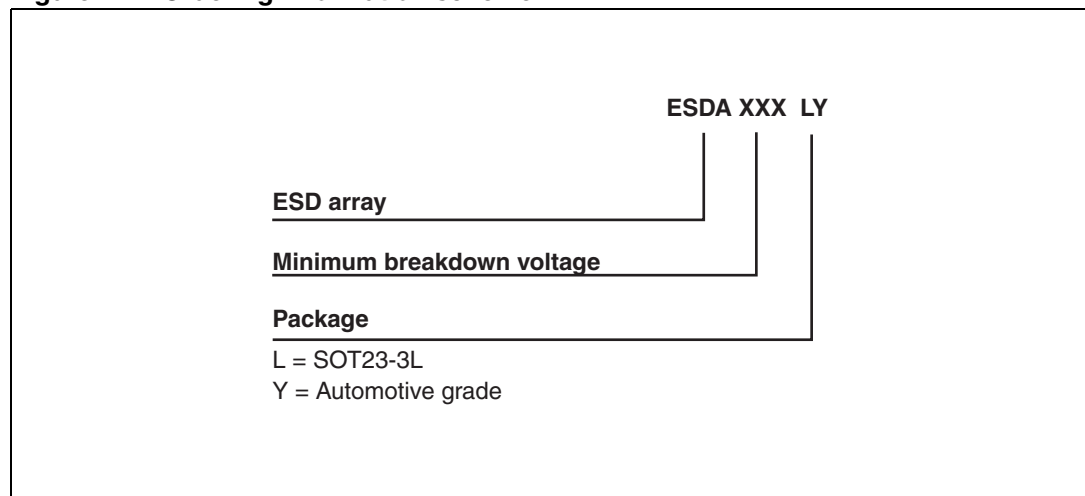 ESDA XXX LY
ESD array
Minimum breakdown voltage
Package
L = SOT23-3L
Y = Automotive grade